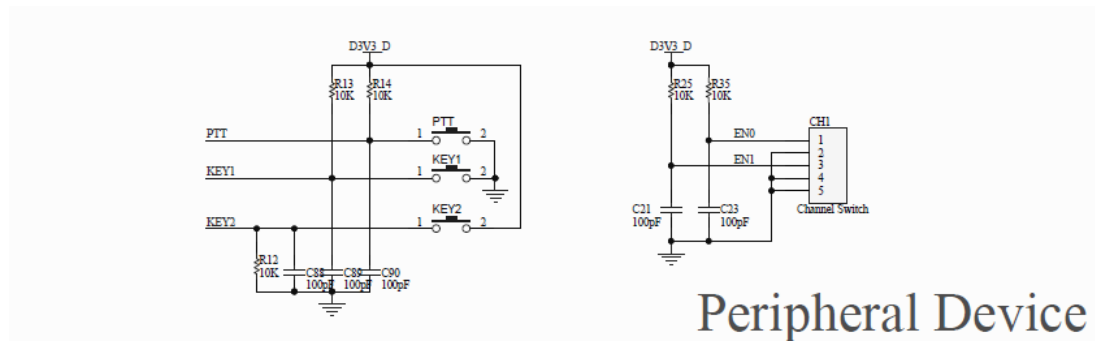 D3V3_D
R13
10K
R14
10K
PTT
1
PTT
2
KEY1
1
KEY1
2
KEY2
1
KEY2
2
R12
10K
C88
100pF
C89
100pF
C90
100pF
D3V3_D
R25
10K
R35
10K
CH1
EN0
1
2
EN1
3
4
5
Channel Switch
C21
100pF
C23
100pF
Peripheral Device